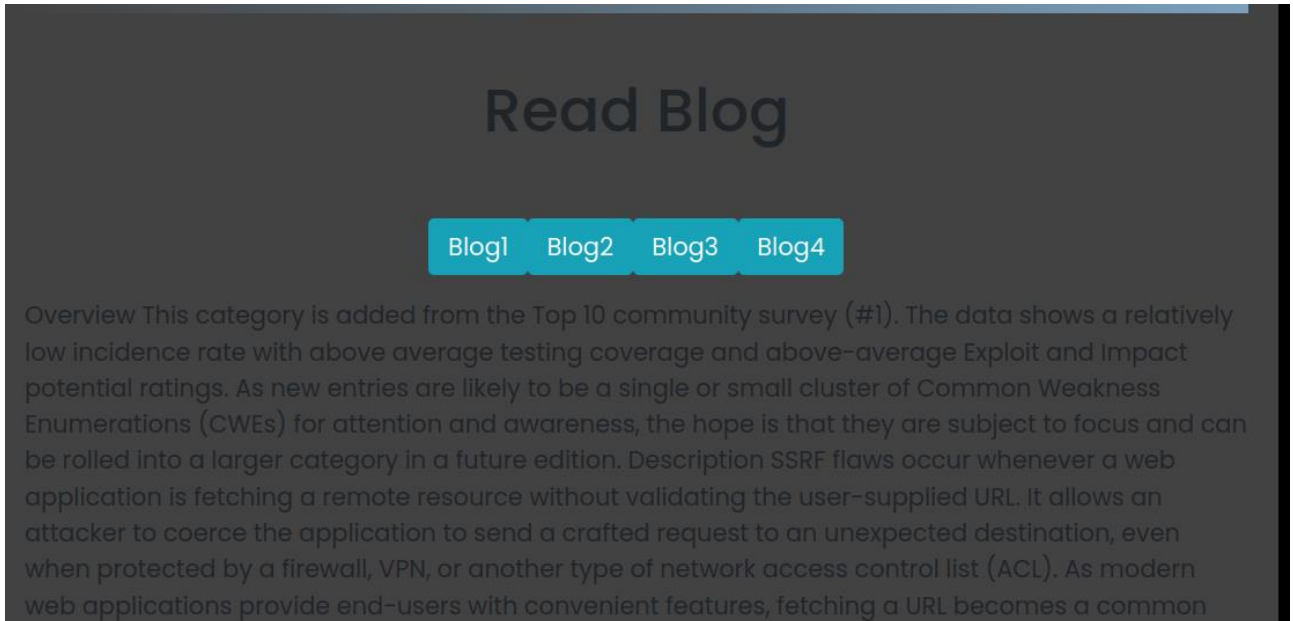 Read Blog
Blog1 Blog2 Blog3 Blog4
Overview This category is added from the Top 10 community survey (#1). The data shows a relatively
low incidence rate with above average testing coverage and above-average Exploit and Impact
potential ratings. As new entries are likely to be a single or small cluster of Common Weakness
Enumerations (CWEs) for attention and awareness, the hope is that they are subject to focus and can
be rolled into a larger category in a future edition. Description SSRF flaws occur whenever a web
application is fetching a remote resource without validating the user-supplied URL. It allows an
attacker to coerce the application to send a crafted request to an unexpected destination, even
when protected by a firewall, VPN, or another type of network access control list (ACL). As modern
web applications provide end-users with convenient features, fetching a URL becomes a common